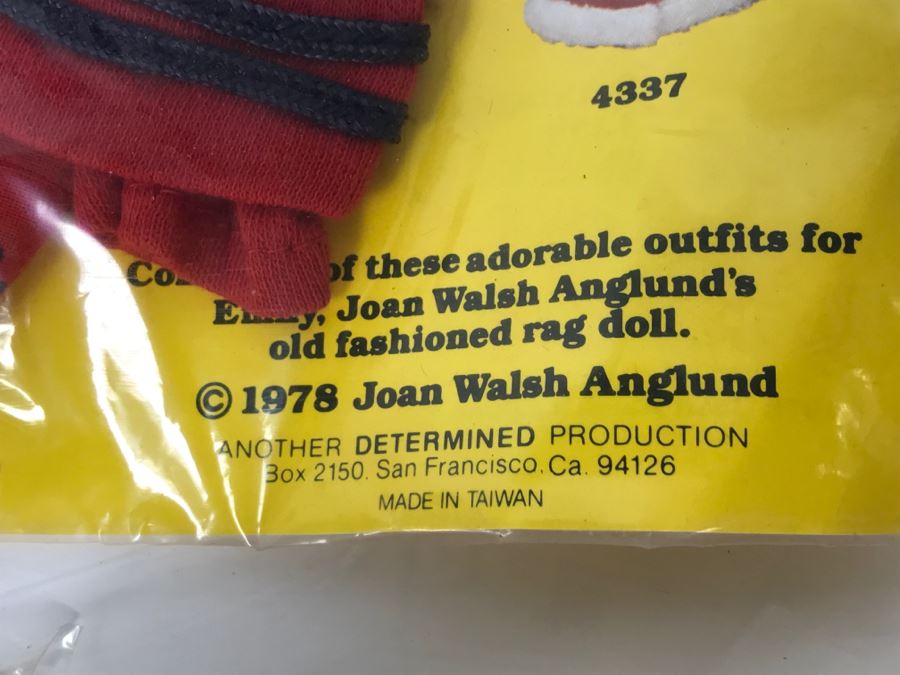 4337
of these adorable outfits for
Joan Walsh Anglund's
old fashioned rag doll.
© 1978 Joan Walsh Anglund
ANOTHER DETERMINED PRODUCTION
Box 2150, San Francisco, Ca. 94126
MADE IN TAIWAN